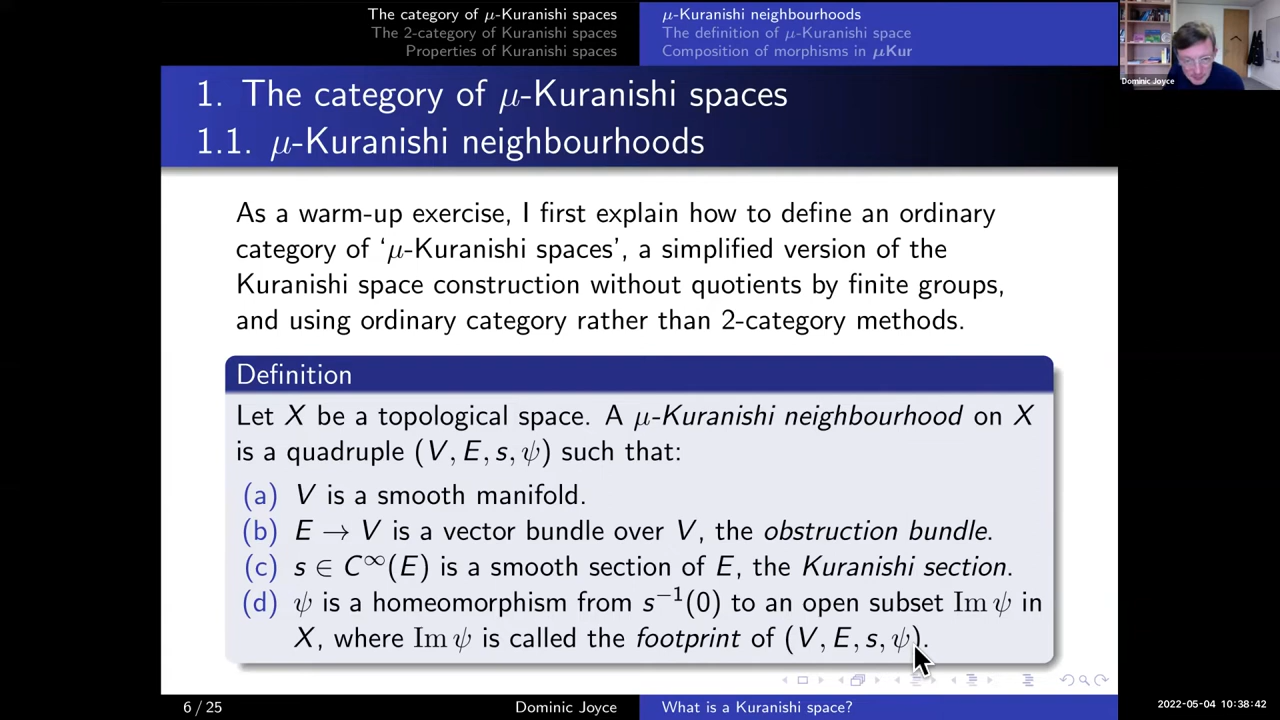 The category of μ-Kuranishi spaces
The 2-category of Kuranishi spaces
Properties of Kuranishi spaces
μ-Kuranishi neighbourhoods
The definition of μ-Kuranishi space
Composition of morphisms in μKur
Dominic Joyce
1. The category of μ-Kuranishi spaces
1.1. μ-Kuranishi neighbourhoods
As a warm-up exercise, I first explain how to define an ordinary
category of ‘μ-Kuranishi spaces’, a simplified version of the
Kuranishi space construction without quotients by finite groups,
and using ordinary category rather than 2-category methods.
Definition
Let X be a topological space. A μ-Kuranishi neighbourhood on X
is a quadruple (V, E, s, ψ) such that:
(a) V is a smooth manifold.
(b) E → V is a vector bundle over V, the obstruction bundle.
(c) s ∈ C∞(E) is a smooth section of E, the Kuranishi section.
(d) ψ is a homeomorphism from s⁻¹(0) to an open subset Im ψ in
X, where Im ψ is called the footprint of (V, E, s, ψ).
6 / 25
Dominic Joyce
What is a Kuranishi space?
2022-05-04 10:38:42